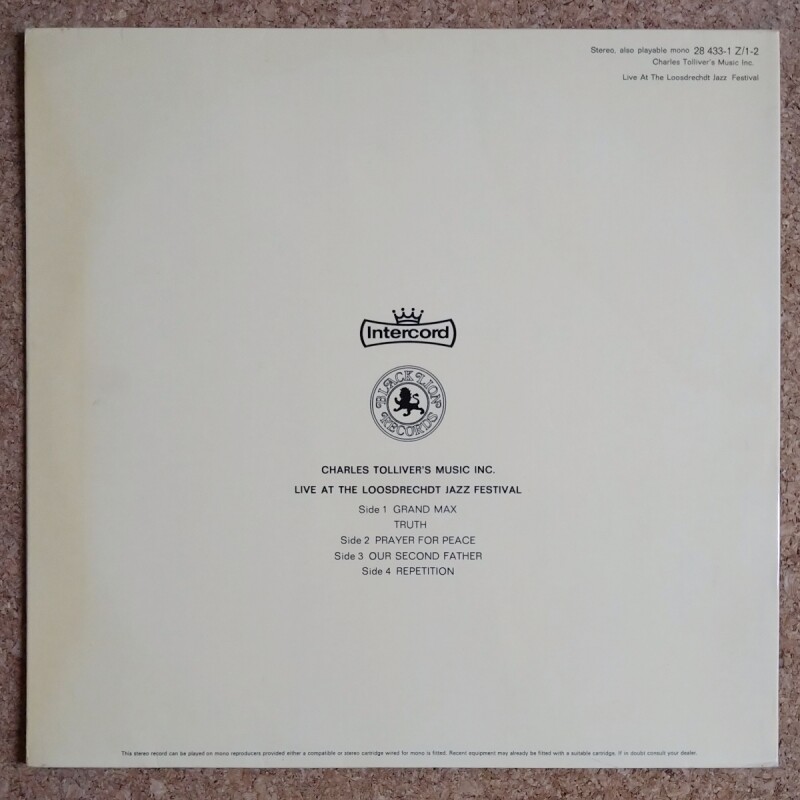 Stereo, also playable mono 28 433-1 Z/1-2
Charles Tolliver's Music Inc.
Live At The Loosdrechdt Jazz Festival
Intercord
BLACK LION
RECORDS
CHARLES TOLLIVER'S MUSIC INC.
LIVE AT THE LOOSDRECHDT JAZZ FESTIVAL
Side 1 GRAND MAX
TRUTH
Side 2 PRAYER FOR PEACE
Side 3 OUR SECOND FATHER
Side 4 REPETITION
This stereo record can be played on mono reproducers provided either a compatible or stereo cartridge wired for mono is fitted. Recent equipment may already be fitted with a suitable cartridge. If in doubt consult your dealer.